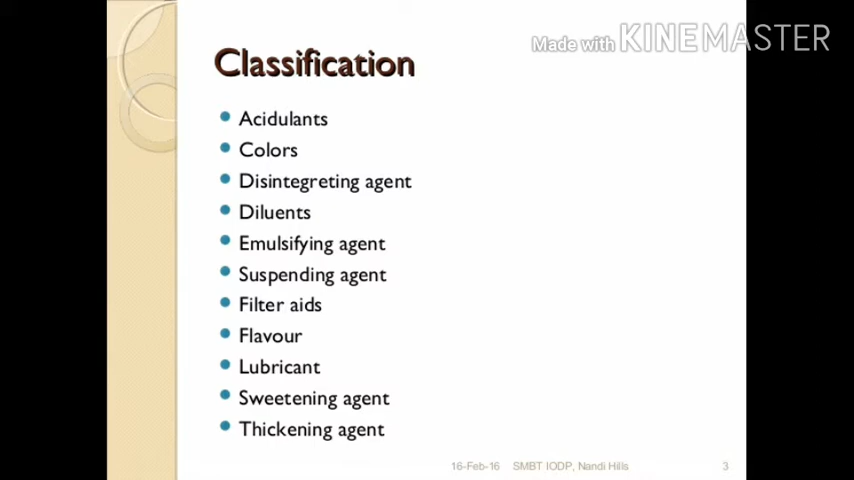 Made with KINEMASTER
Classification
Acidulants
Colors
Disintegreting agent
Diluents
Emulsifying agent
Suspending agent
Filter aids
Flavour
Lubricant
Sweetening agent
Thickening agent
16-Feb-16 SMBT IODP, Nandi Hills 3